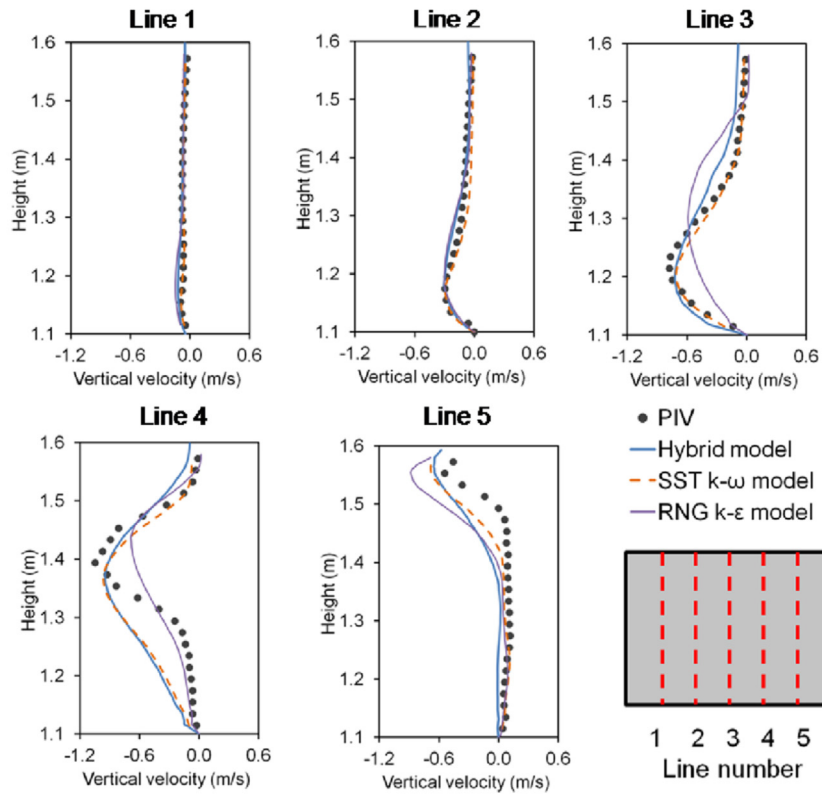 Line 1
Line 2
Line 3
1.6
1.5
1.4
1.3
1.2
1.1
Height (m)
-1.2 -0.6 0.0 0.6
Vertical velocity (m/s)
1.6
1.5
1.4
1.3
1.2
1.1
Height (m)
-1.2 -0.6 0.0 0.6
Vertical velocity (m/s)
1.6
1.5
1.4
1.3
1.2
1.1
Height (m)
-1.2 -0.6 0.0 0.6
Vertical velocity (m/s)
Line 4
Line 5
1.6
1.5
1.4
1.3
1.2
1.1
Height (m)
-1.2 -0.6 0.0 0.6
Vertical velocity (m/s)
1.6
1.5
1.4
1.3
1.2
1.1
Height (m)
-1.2 -0.6 0.0 0.6
Vertical velocity (m/s)
PIV
Hybrid model
SST k-ω model
RNG k-ε model
1 2 3 4 5
Line number